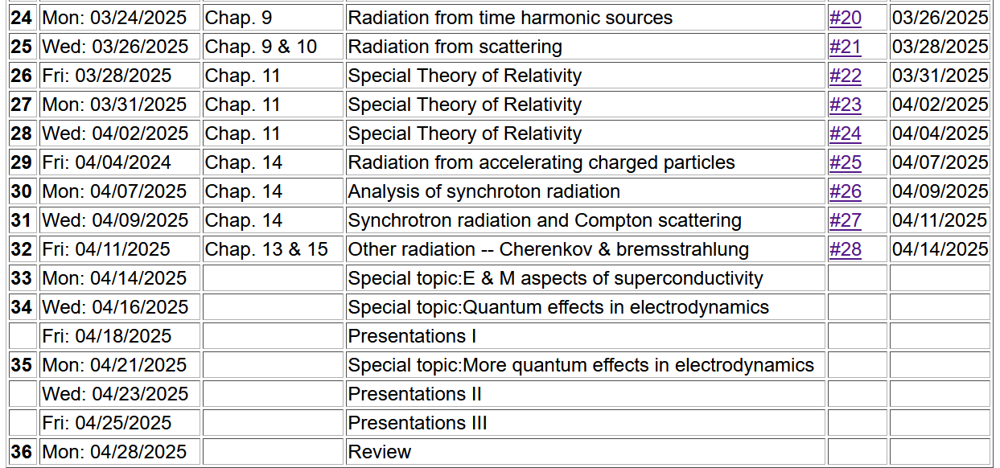 24 Mon: 03/24/2025 Chap. 9 Radiation from time harmonic sources #20 03/26/2025
25 Wed: 03/26/2025 Chap. 9 & 10 Radiation from scattering #21 03/28/2025
26 Fri: 03/28/2025 Chap. 11 Special Theory of Relativity #22 03/31/2025
27 Mon: 03/31/2025 Chap. 11 Special Theory of Relativity #23 04/02/2025
28 Wed: 04/02/2025 Chap. 11 Special Theory of Relativity #24 04/04/2025
29 Fri: 04/04/2024 Chap. 14 Radiation from accelerating charged particles #25 04/07/2025
30 Mon: 04/07/2025 Chap. 14 Analysis of synchroton radiation #26 04/09/2025
31 Wed: 04/09/2025 Chap. 14 Synchrotron radiation and Compton scattering #27 04/11/2025
32 Fri: 04/11/2025 Chap. 13 & 15 Other radiation -- Cherenkov & bremsstrahlung #28 04/14/2025
33 Mon: 04/14/2025 Special topic:E & M aspects of superconductivity
34 Wed: 04/16/2025 Special topic:Quantum effects in electrodynamics
Fri: 04/18/2025 Presentations I
35 Mon: 04/21/2025 Special topic:More quantum effects in electrodynamics
Wed: 04/23/2025 Presentations II
Fri: 04/25/2025 Presentations III
36 Mon: 04/28/2025 Review